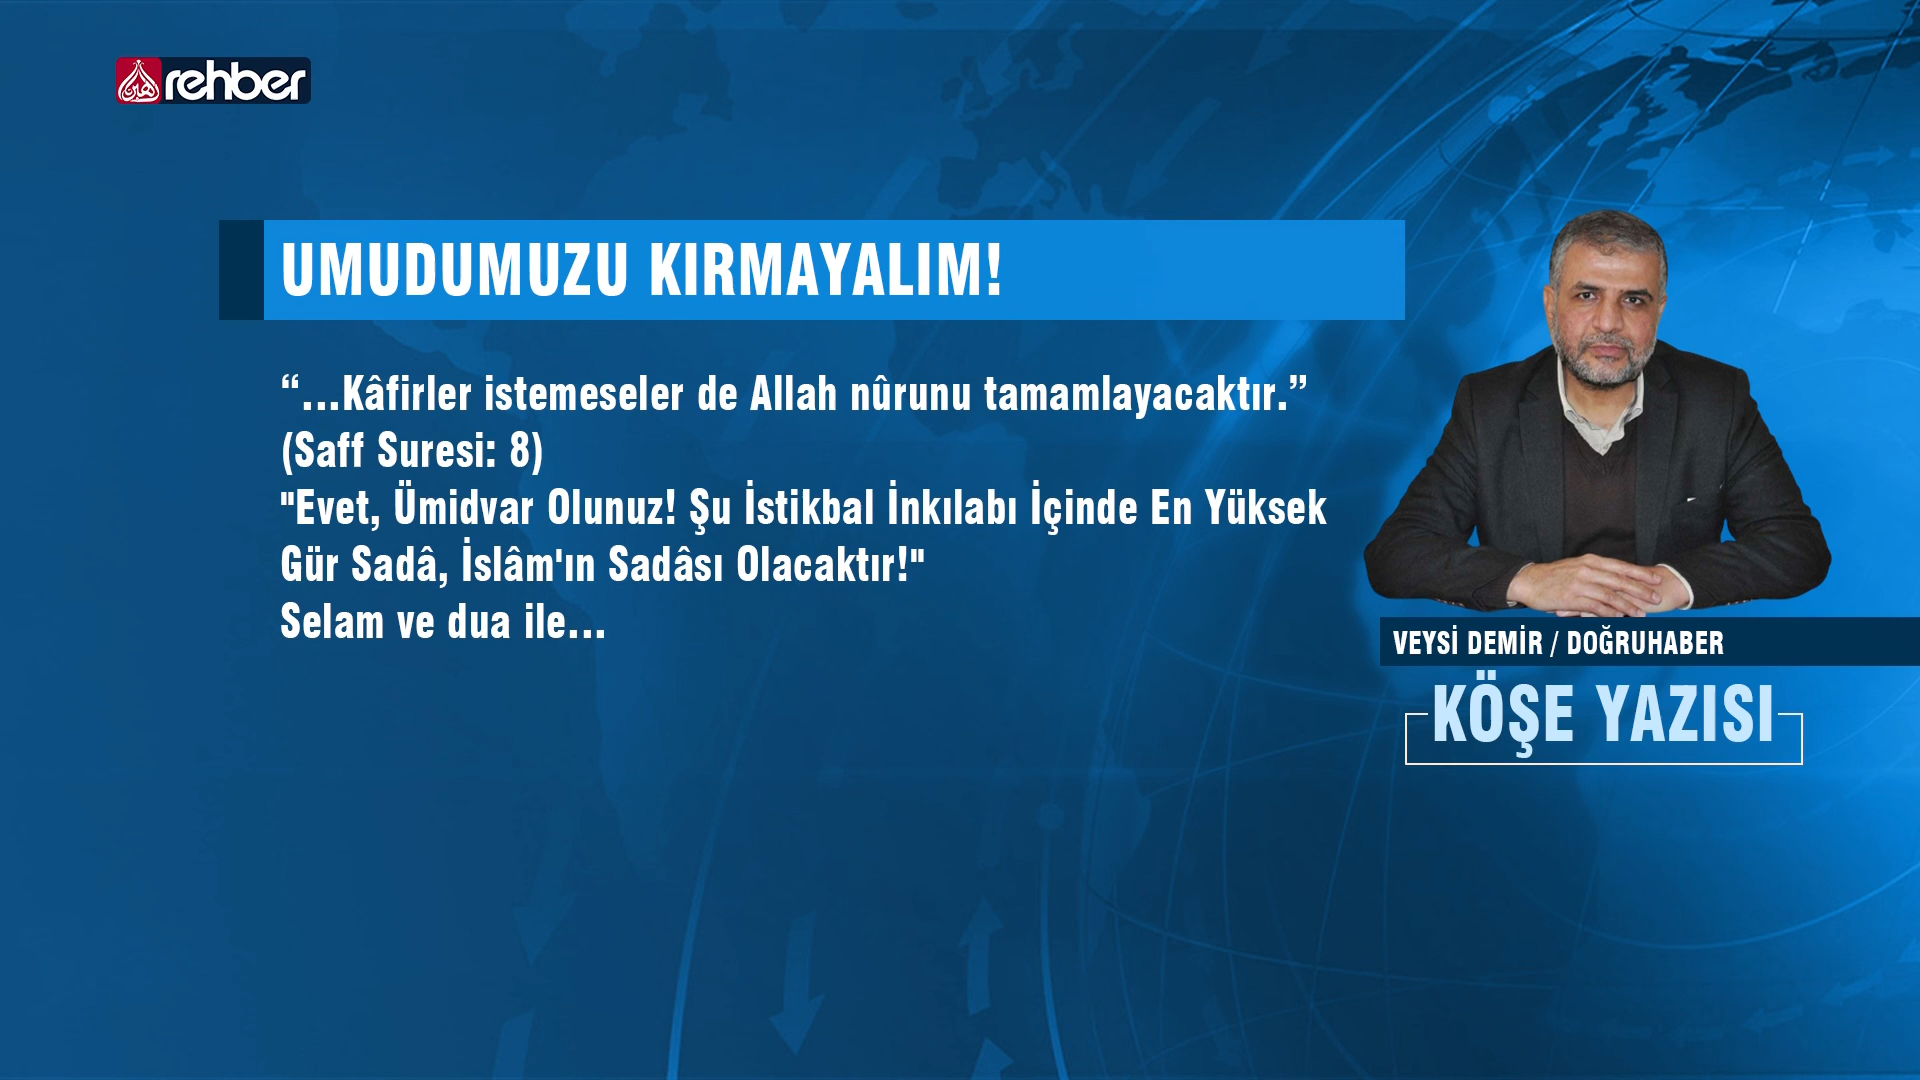 rehber
UMUDUMUZU KIRMAYALIM!
“...Kâfirler istemeseler de Allah nûrunu tamamlayacaktır.”
(Saff Suresi: 8)
"Evet, Ümidvar Olunuz! Şu İstikbal İnkılabı İçinde En Yüksek
Gür Sadâ, İslâm'ın Sadâsı Olacaktır!"
Selam ve dua ile...
VEYSİ DEMİR / DOĞRUHABER
KÖŞE YAZISI